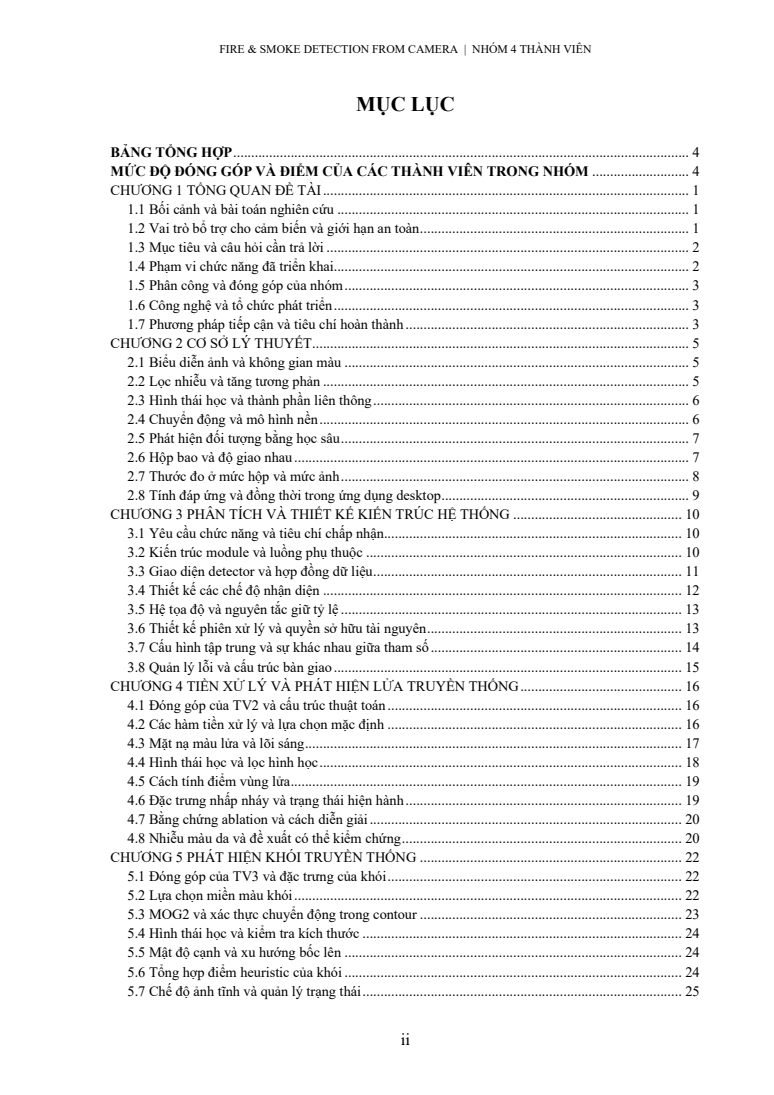 FIRE & SMOKE DETECTION FROM CAMERA | NHÓM 4 THÀNH VIÊN
MỤC LỤC
BẢNG TỔNG HỢP 4
MỨC ĐỘ ĐÓNG GÓP VÀ ĐIỂM CỦA CÁC THÀNH VIÊN TRONG NHÓM 4
CHƯƠNG 1 TỔNG QUAN ĐỀ TÀI 1
1.1 Bối cảnh và bài toán nghiên cứu 1
1.2 Vai trò bổ trợ cho cảm biến và giới hạn an toàn 1
1.3 Mục tiêu và câu hỏi cần trả lời 2
1.4 Phạm vi chức năng đã triển khai 2
1.5 Phân công và đóng góp của nhóm 3
1.6 Công nghệ và tổ chức phát triển 3
1.7 Phương pháp tiếp cận và tiêu chí hoàn thành 3
CHƯƠNG 2 CƠ SỞ LÝ THUYẾT 5
2.1 Biểu diễn ảnh và không gian màu 5
2.2 Lọc nhiễu và tăng tương phản 5
2.3 Hình thái học và thành phần liên thông 6
2.4 Chuyển động và mô hình nền 6
2.5 Phát hiện đối tượng bằng học sâu 7
2.6 Hộp bao và độ giao nhau 7
2.7 Thước đo ở mức hộp và mức ảnh 8
2.8 Tính đáp ứng và đồng thời trong ứng dụng desktop 9
CHƯƠNG 3 PHÂN TÍCH VÀ THIẾT KẾ KIẾN TRÚC HỆ THỐNG 10
3.1 Yêu cầu chức năng và tiêu chí chấp nhận 10
3.2 Kiến trúc module và luồng phụ thuộc 10
3.3 Giao diện detector và hợp đồng dữ liệu 11
3.4 Thiết kế các chế độ nhận diện 12
3.5 Hệ tọa độ và nguyên tắc giữ tỷ lệ 13
3.6 Thiết kế phiên xử lý và quyền sở hữu tài nguyên 13
3.7 Cấu hình tập trung và sự khác nhau giữa tham số 14
3.8 Quản lý lỗi và cấu trúc bàn giao 15
CHƯƠNG 4 TIỀN XỬ LÝ VÀ PHÁT HIỆN LỬA TRUYỀN THỐNG 16
4.1 Đóng góp của TV2 và cấu trúc thuật toán 16
4.2 Các hàm tiền xử lý và lựa chọn mặc định 16
4.3 Mặt nạ màu lửa và lõi sáng 17
4.4 Hình thái học và lọc hình học 18
4.5 Cách tính điểm vùng lửa 19
4.6 Đặc trưng nhấp nháy và trạng thái hiện hành 19
4.7 Bằng chứng ablation và cách diễn giải 20
4.8 Nhiễu màu da và đề xuất có thể kiểm chứng 20
CHƯƠNG 5 PHÁT HIỆN KHÓI TRUYỀN THỐNG 22
5.1 Đóng góp của TV3 và đặc trưng của khói 22
5.2 Lựa chọn miền màu khói 22
5.3 MOG2 và xác thực chuyển động trong contour 23
5.4 Hình thái học và kiểm tra kích thước 24
5.5 Mật độ cạnh và xu hướng bốc lên 24
5.6 Tổng hợp điểm heuristic của khói 24
5.7 Chế độ ảnh tĩnh và quản lý trạng thái 25
ii